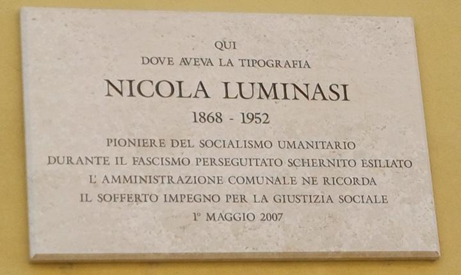 QUI
DOVE AVEVA LA TIPOGRAFIA
NICOLA LUMINASI
1868 - 1952
PIONIERE DEL SOCIALISMO UMANITARIO
DURANTE IL FASCISMO PERSEGUITATO SCHERNITO ESILIATO
L' AMMINISTRAZIONE COMUNALE NE RICORDA
IL SOFFERTO IMPEGNO PER LA GIUSTIZIA SOCIALE
1° MAGGIO 2007